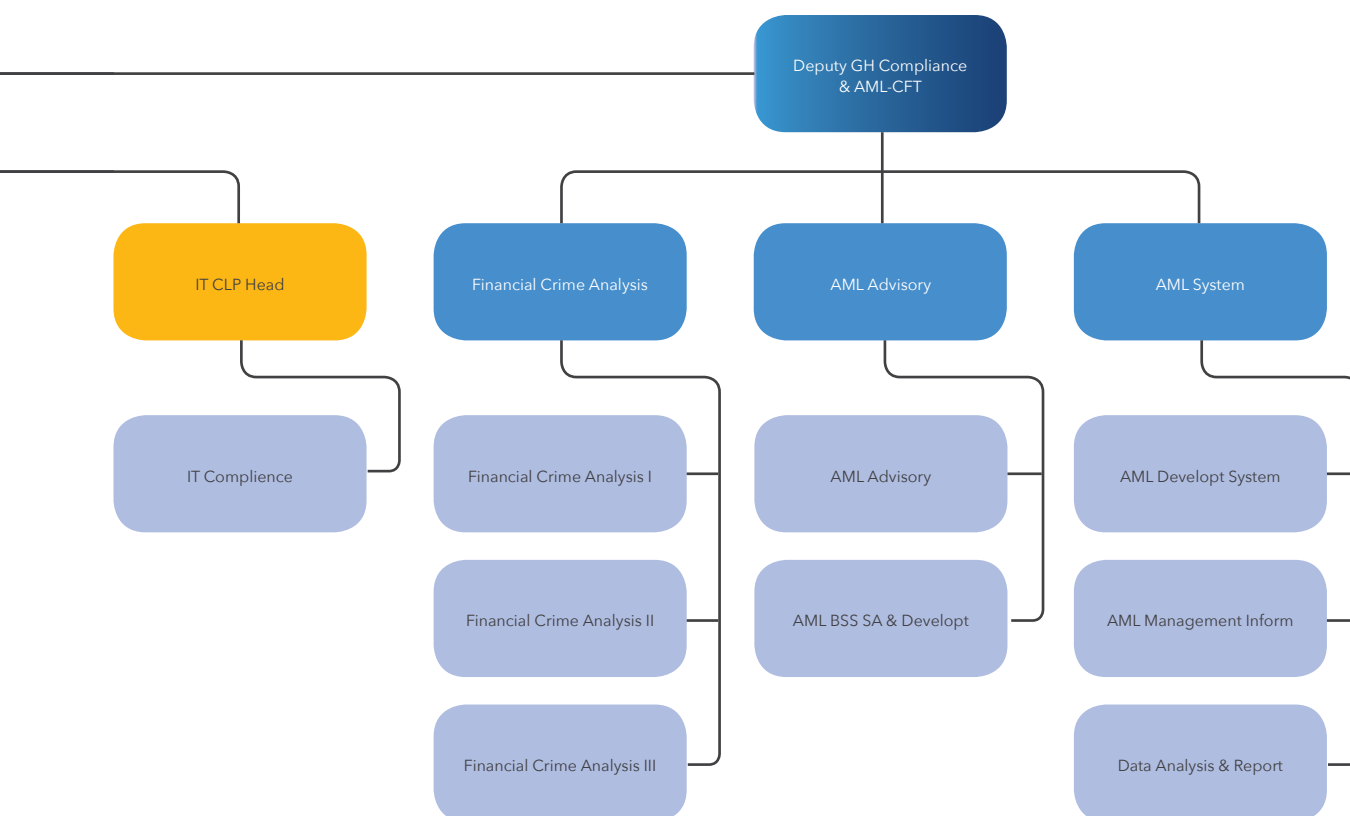 Deputy GH Compliance
& AML-CFT
IT CLP Head
Financial Crime Analysis
AML Advisory
AML System
IT Complience
Financial Crime Analysis I
AML Advisory
AML Developt System
Financial Crime Analysis II
AML BSS SA & Developt
AML Management Inform
Financial Crime Analysis III
Data Analysis & Report